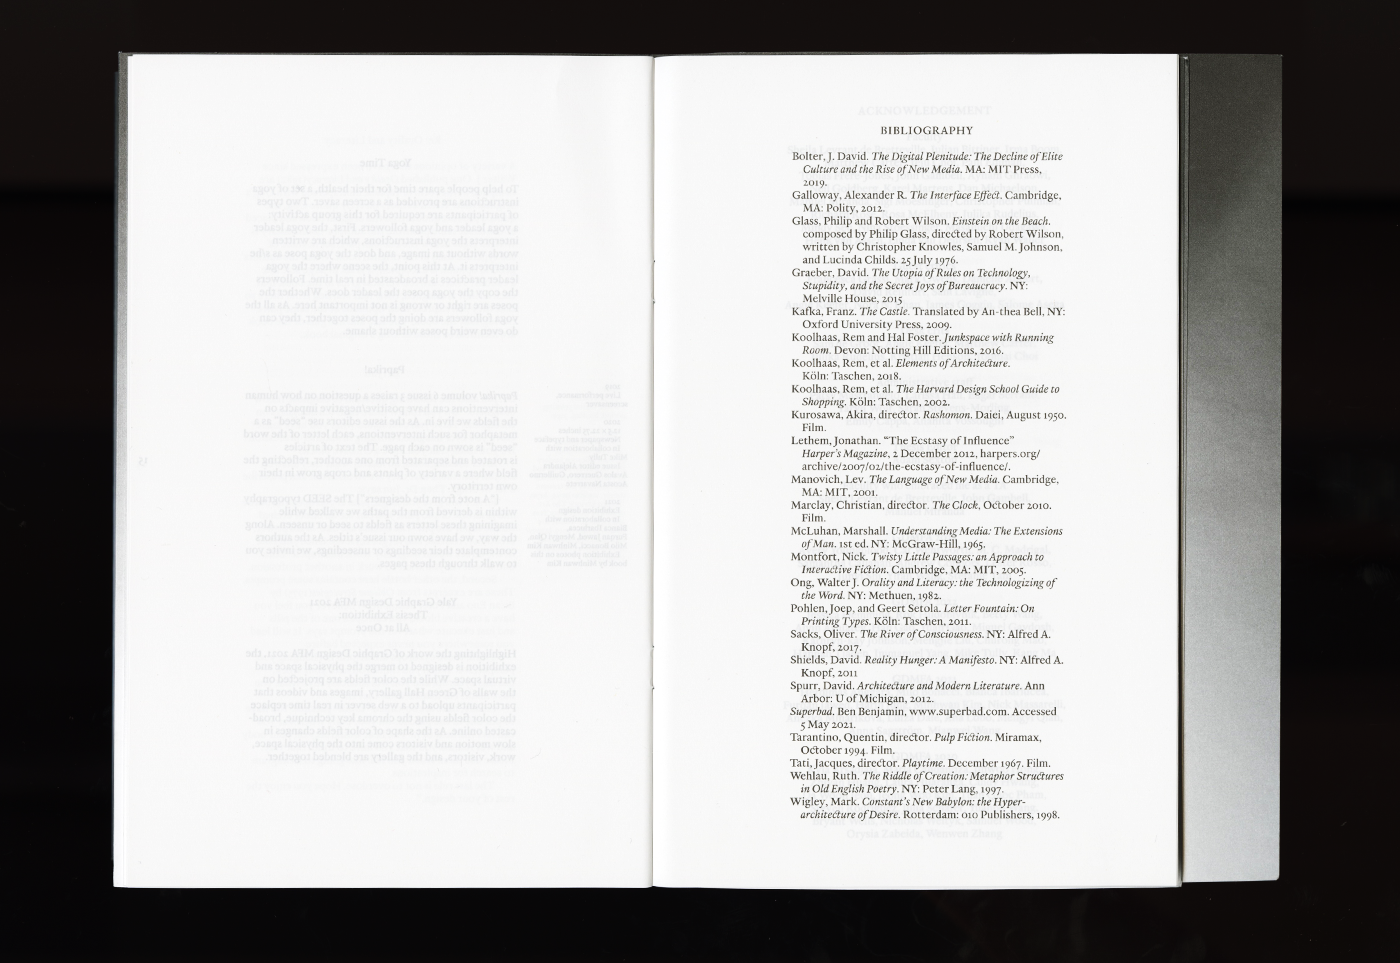 BIBLIOGRAPHY
Bolter, J. David. The Digital Plenitude: The Decline of Elite
Culture and the Rise of New Media. MA: MIT Press,
2019.
Galloway, Alexander R. The Interface Effect. Cambridge,
MA: Polity, 2012.
Glass, Philip and Robert Wilson. Einstein on the Beach.
composed by Philip Glass, directed by Robert Wilson,
written by Christopher Knowles, Samuel M. Johnson,
and Lucinda Childs. 25 July 1976.
Graeber, David. The Utopia of Rules on Technology,
Stupidity, and the Secret Joys of Bureaucracy. NY:
Melville House, 2015
Kafka, Franz. The Castle. Translated by An-thea Bell, NY:
Oxford University Press, 2009.
Koolhaas, Rem and Hal Foster. Junkspace with Running
Room. Devon: Notting Hill Editions, 2016.
Koolhaas, Rem, et al. Elements of Architecture.
Köln: Taschen, 2018.
Koolhaas, Rem, et al. The Harvard Design School Guide to
Shopping. Köln: Taschen, 2002.
Kurosawa, Akira, director. Rashomon. Daiei, August 1950.
Film.
Lethem, Jonathan. “The Ecstasy of Influence”
Harper's Magazine, 2 December 2012, harpers.org/
archive/2007/02/the-ecstasy-of-influence/.
Manovich, Lev. The Language of New Media. Cambridge,
MA: MIT, 2001.
Marclay, Christian, director. The Clock, October 2010.
Film.
McLuhan, Marshall. Understanding Media: The Extensions
of Man. 1st ed. NY: McGraw-Hill, 1965.
Montfort, Nick. Twisty Little Passages: an Approach to
Interactive Fiction. Cambridge, MA: MIT, 2005.
Ong, Walter J. Orality and Literacy: the Technologizing of
the Word. NY: Methuen, 1982.
Pohlen, Joep, and Geert Setola. Letter Fountain: On
Printing Types. Köln: Taschen, 2011.
Sacks, Oliver. The River of Consciousness. NY: Alfred A.
Knopf, 2017.
Shields, David. Reality Hunger: A Manifesto. NY: Alfred A.
Knopf, 2011
Spurr, David. Architecture and Modern Literature. Ann
Arbor: U of Michigan, 2012.
Superbad. Ben Benjamin, www.superbad.com. Accessed
5 May 2021.
Tarantino, Quentin, director. Pulp Fiction. Miramax,
October 1994. Film.
Tati, Jacques, director. Playtime. December 1967. Film.
Wehlau, Ruth. The Riddle of Creation: Metaphor Structures
in Old English Poetry. NY: Peter Lang, 1997.
Wigley, Mark. Constant's New Babylon: the Hyper-
architecture of Desire. Rotterdam: 010 Publishers, 1998.